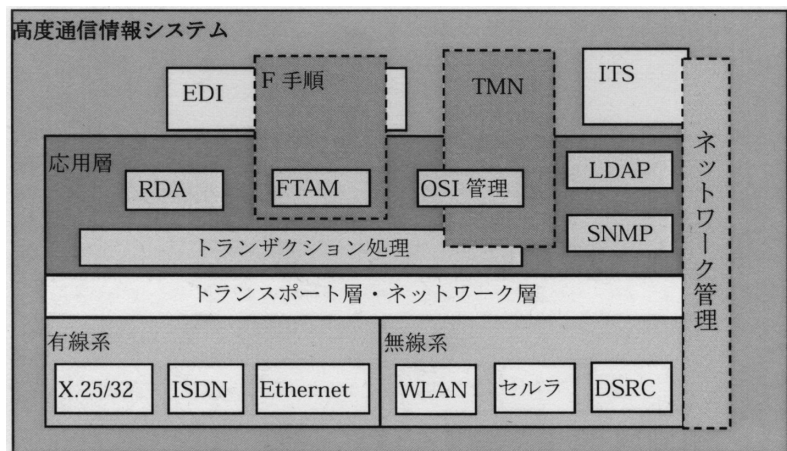 高度通信情報システム
EDI
F 手順
TMN
ITS
ネットワーク管理
応用層
RDA
FTAM
OSI 管理
LDAP
SNMP
トランザクション処理
トランスポート層・ネットワーク層
有線系
X.25/32
ISDN
Ethernet
無線系
WLAN
セルラ
DSRC